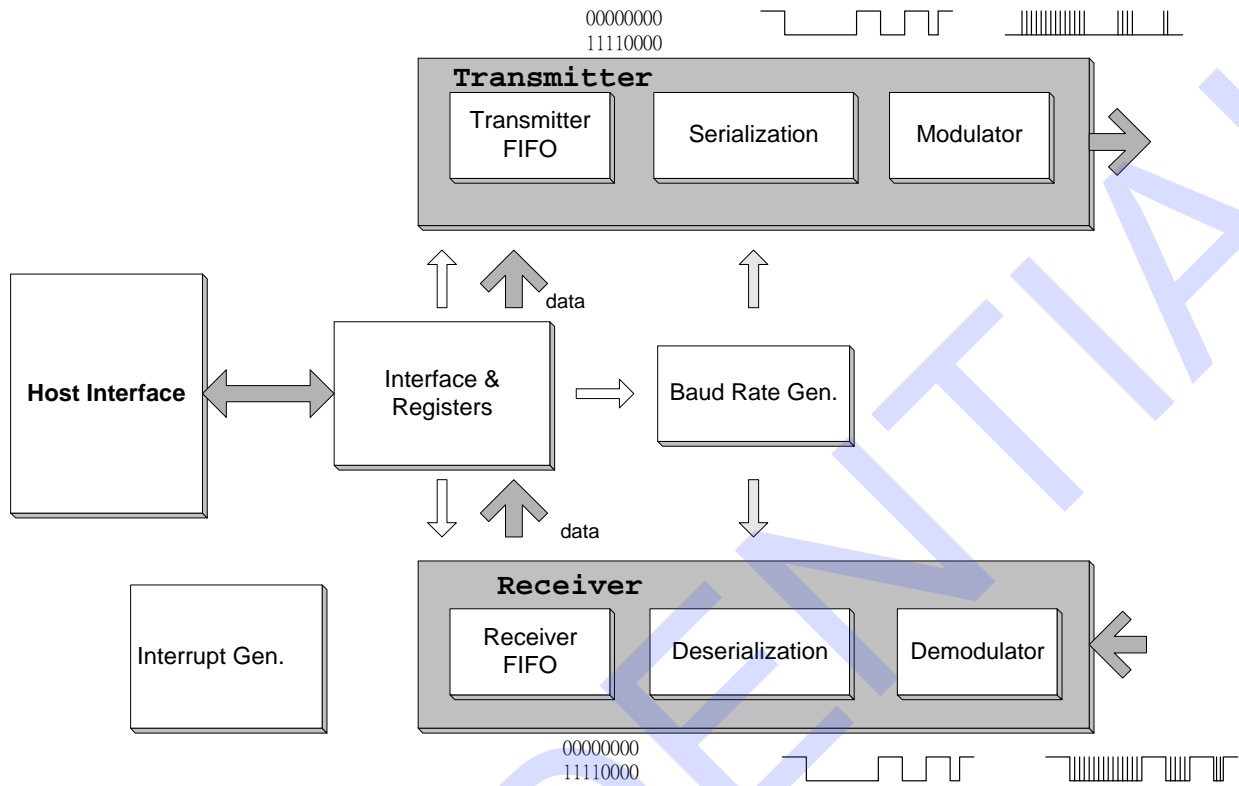 00000000
11110000
Transmitter
Transmitter
FIFO
Serialization
Modulator
data
Host Interface
Interface &
Registers
Baud Rate Gen.
data
Receiver
Interrupt Gen.
Receiver
FIFO
Deserialization
Demodulator
00000000
11110000
ENTIA